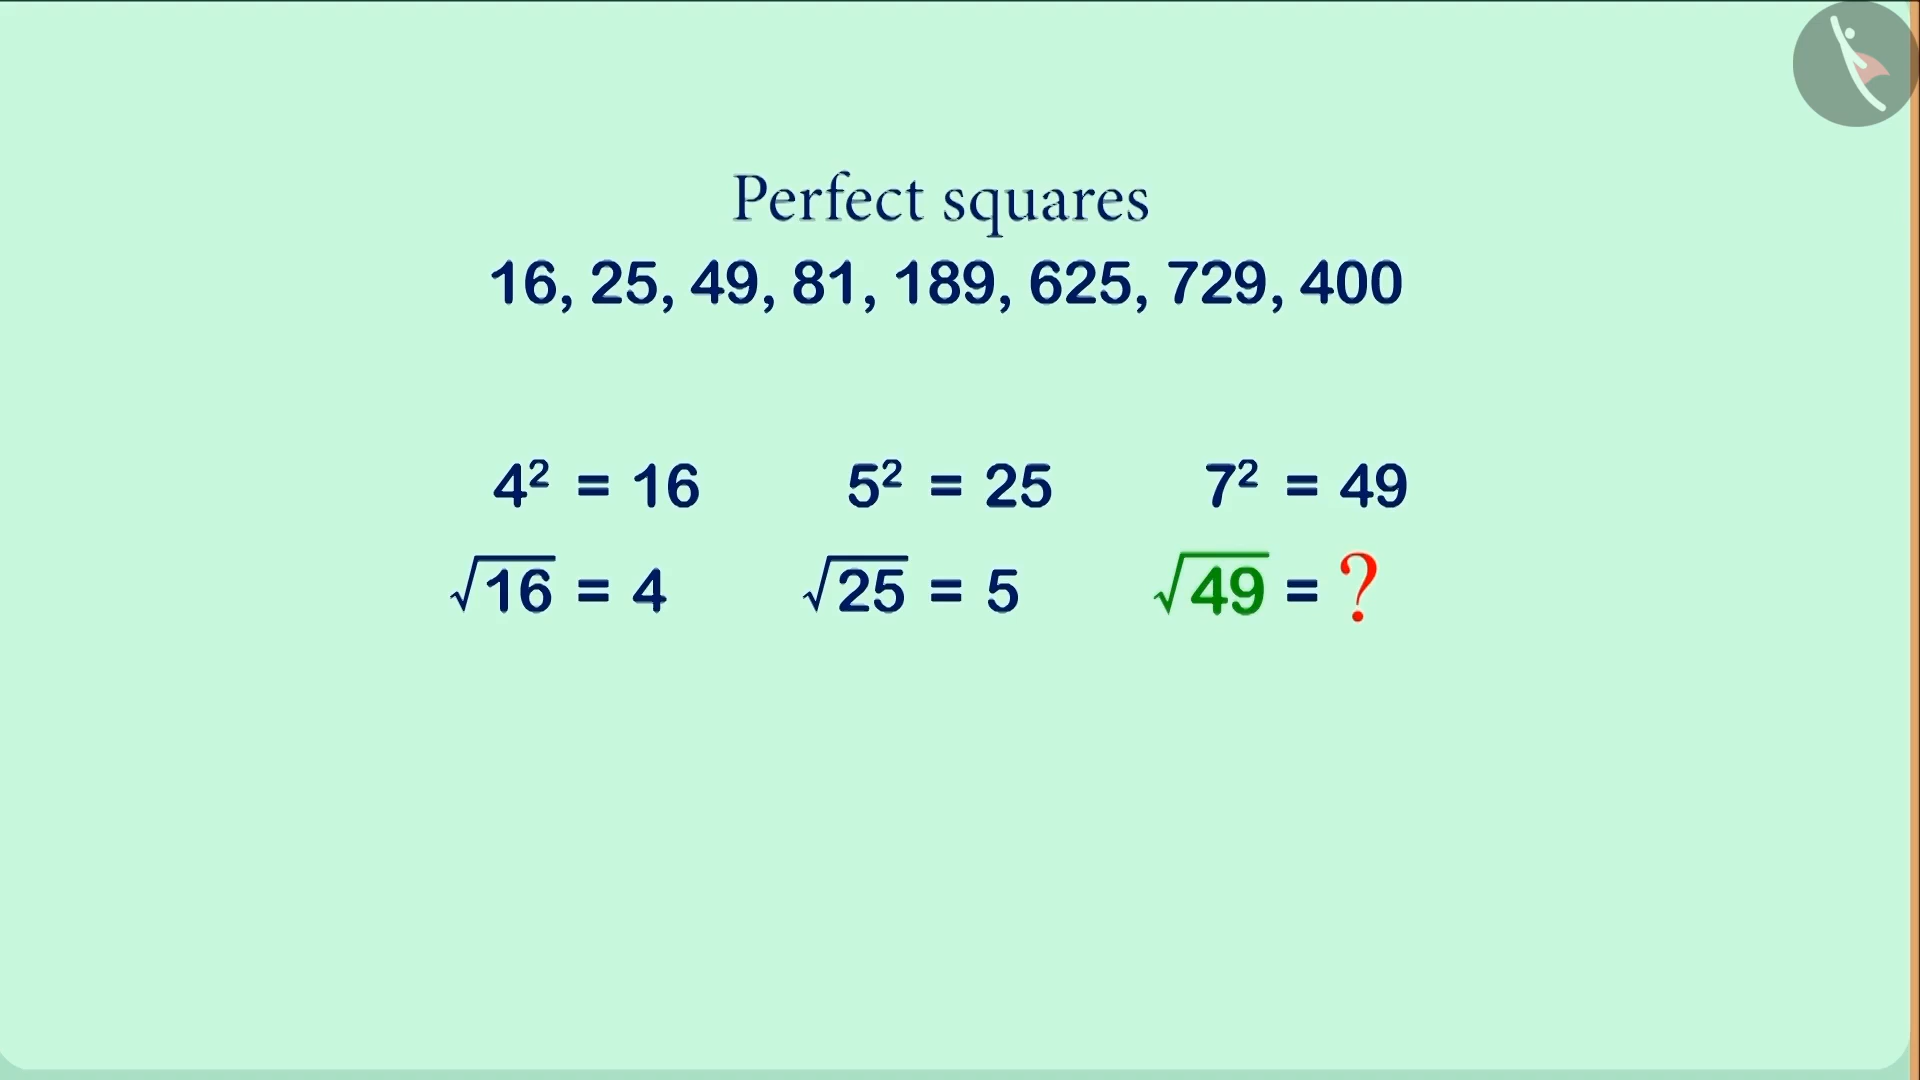 Perfect squares
16, 25, 49, 81, 189, 625, 729, 400
4² = 16 5² = 25 7² = 49
√16 = 4 √25 = 5 √49 = ?